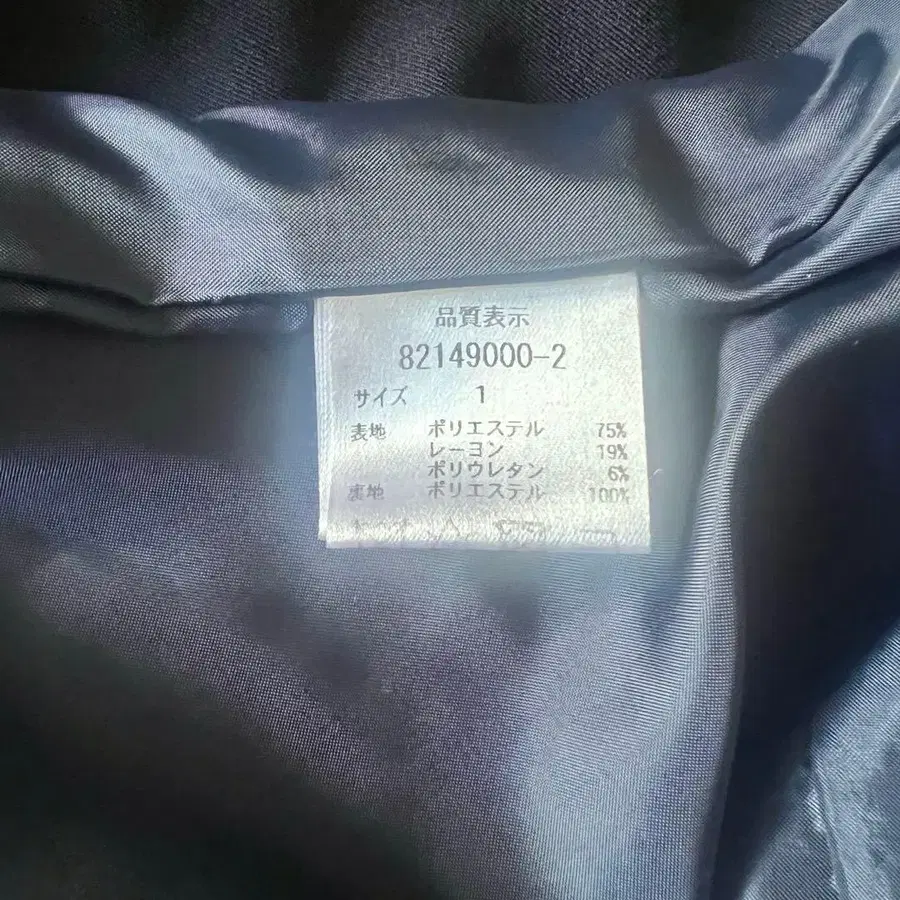 品質表示
82149000-2
サイズ 1
表地 ポリエステル 75%
レーヨン 19%
ポリウレタン 6%
裏地 ポリエステル 100%